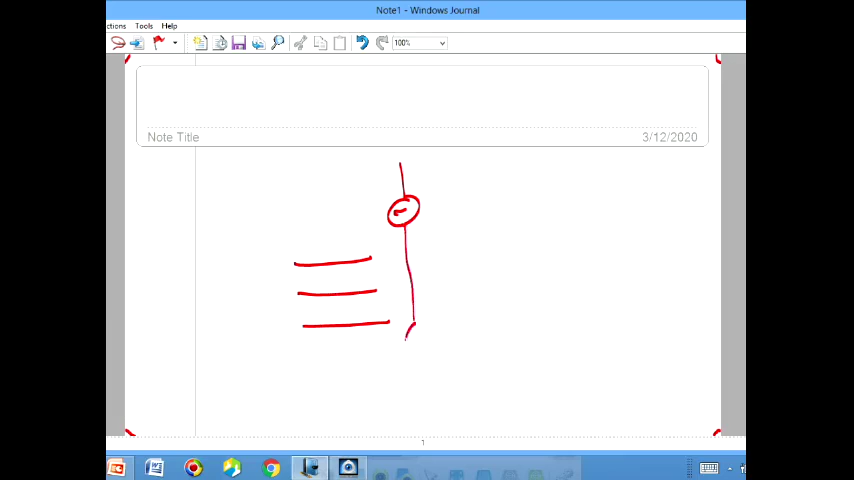 Note1 - Windows Journal
ctions Tools Help
100%
Note Title
3/12/2020
1